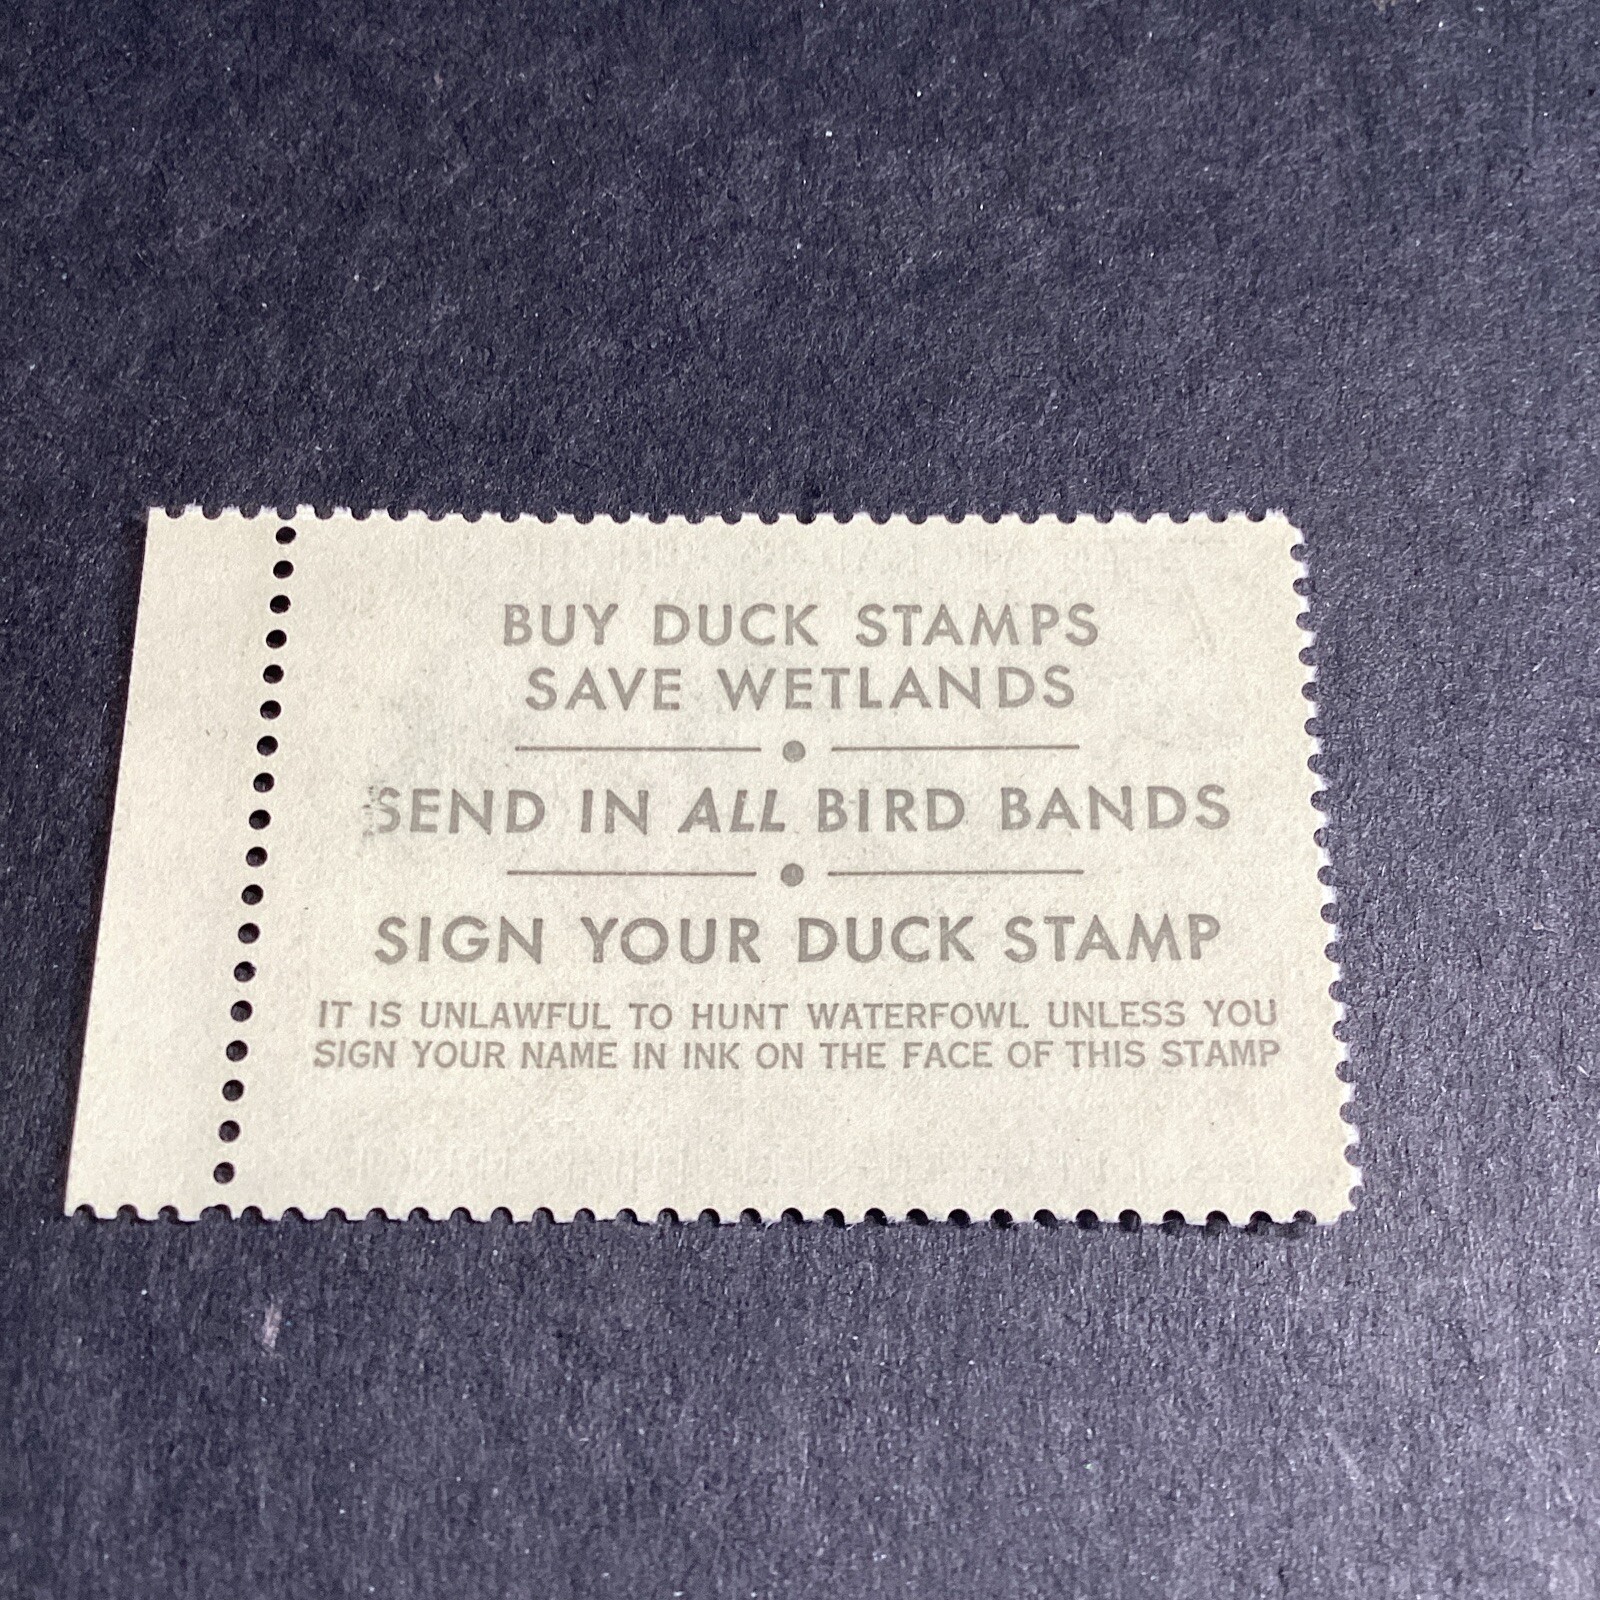 BUY DUCK STAMPS
SAVE WETLANDS
SEND IN ALL BIRD BANDS
SIGN YOUR DUCK STAMP
IT IS UNLAWFUL TO HUNT WATERFOWL UNLESS YOU
SIGN YOUR NAME IN INK ON THE FACE OF THIS STAMP